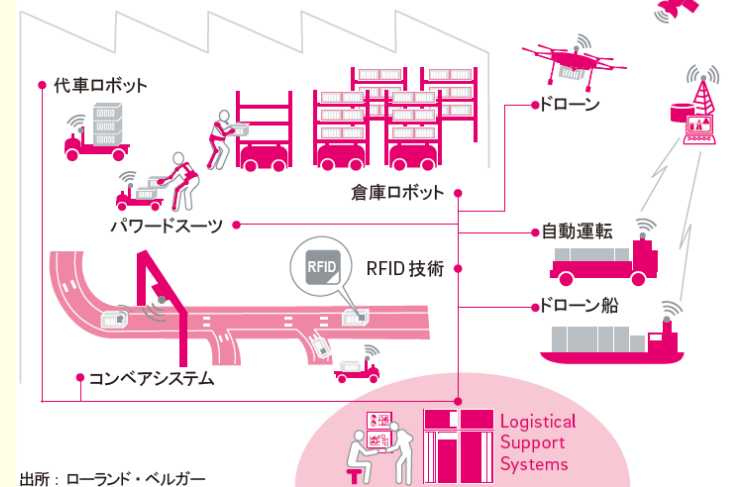 代車ロボット
ドローン
倉庫ロボット
パワードスーツ
自動運転
RFID
RFID 技術
ドローン船
コンベアシステム
Logistical
Support
Systems
出所：ローランド・ベルガー